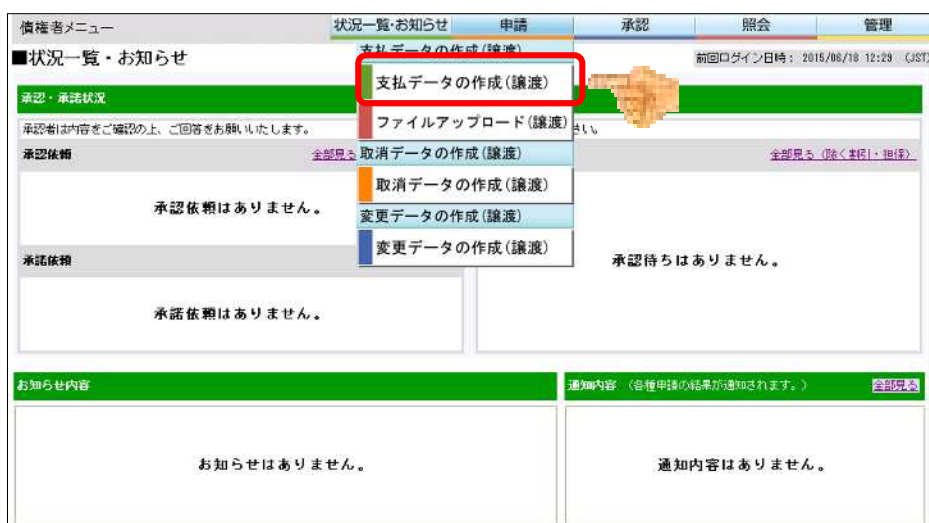 債権者メニュー
状況一覧・お知らせ 申請 承認 照会 管理
■状況一覧・お知らせ
前回ログイン日時: 2015/08/18 12:29 (JST)
支払データの作成(譲渡)
支払データの作成(譲渡)
ファイルアップロード(譲渡)
取消データの作成(譲渡)
取消データの作成(譲渡)
変更データの作成(譲渡)
変更データの作成(譲渡)
承認・承諾状況
承認者は内容をご確認の上、ご回答をお願いいたします。
さい。
承認依頼 全部見る
全部見る(除く割引・担保)
承認依頼はありません。
承諾依頼
承認待ちはありません。
承諾依頼はありません。
お知らせ内容
通知内容 (各種申請の結果が通知されます。) 全部見る
お知らせはありません。
通知内容はありません。